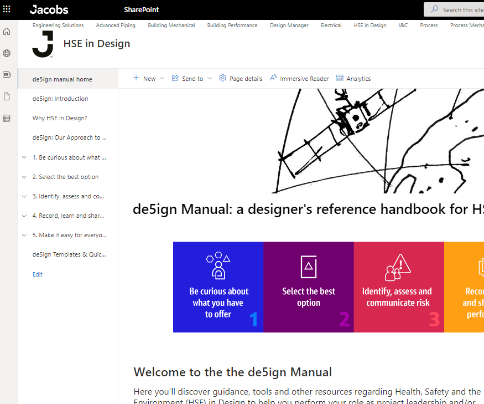 Jacobs SharePoint Search this site
Engineering Solutions Advanced Piping Building Mechanical Building Performance Design Manager Electrical HSE in Design I&C Process Process Mecha
HSE in Design
de5ign manual home
New Send to Page details Immersive Reader Analytics
de5ign: Introduction
Why HSE in Design?
de5ign: Our Approach to ...
1. Be curious about what ...
2. Select the best option
3. Identify, assess and co...
4. Record, learn and shar...
5. Make it easy for everyo...
de5ign Templates & Quic...
Edit
de5ign Manual: a designer's reference handbook for HS
Be curious about
what you have
to offer
1
Select the best
option
2
Identify, assess and
communicate risk
3
Reco
and sh
perfo
Welcome to the the de5ign Manual
Here you'll discover guidance, tools and other resources regarding Health, Safety and the
Environment (HSE) in Design to help you perform your role as project leadership and/or